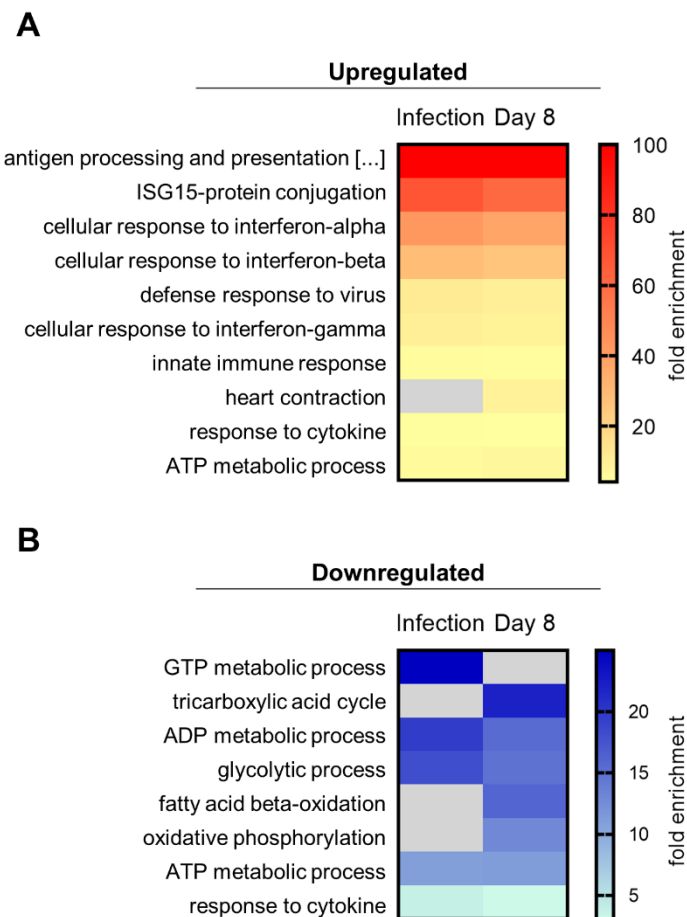 A
Upregulated
Infection Day 8
antigen processing and presentation [...]
ISG15-protein conjugation
cellular response to interferon-alpha
cellular response to interferon-beta
defense response to virus
cellular response to interferon-gamma
innate immune response
heart contraction
response to cytokine
ATP metabolic process
100
80
60
40
20
fold enrichment
B
Downregulated
Infection Day 8
GTP metabolic process
tricarboxylic acid cycle
ADP metabolic process
glycolytic process
fatty acid beta-oxidation
oxidative phosphorylation
ATP metabolic process
response to cytokine
20
15
10
5
fold enrichment